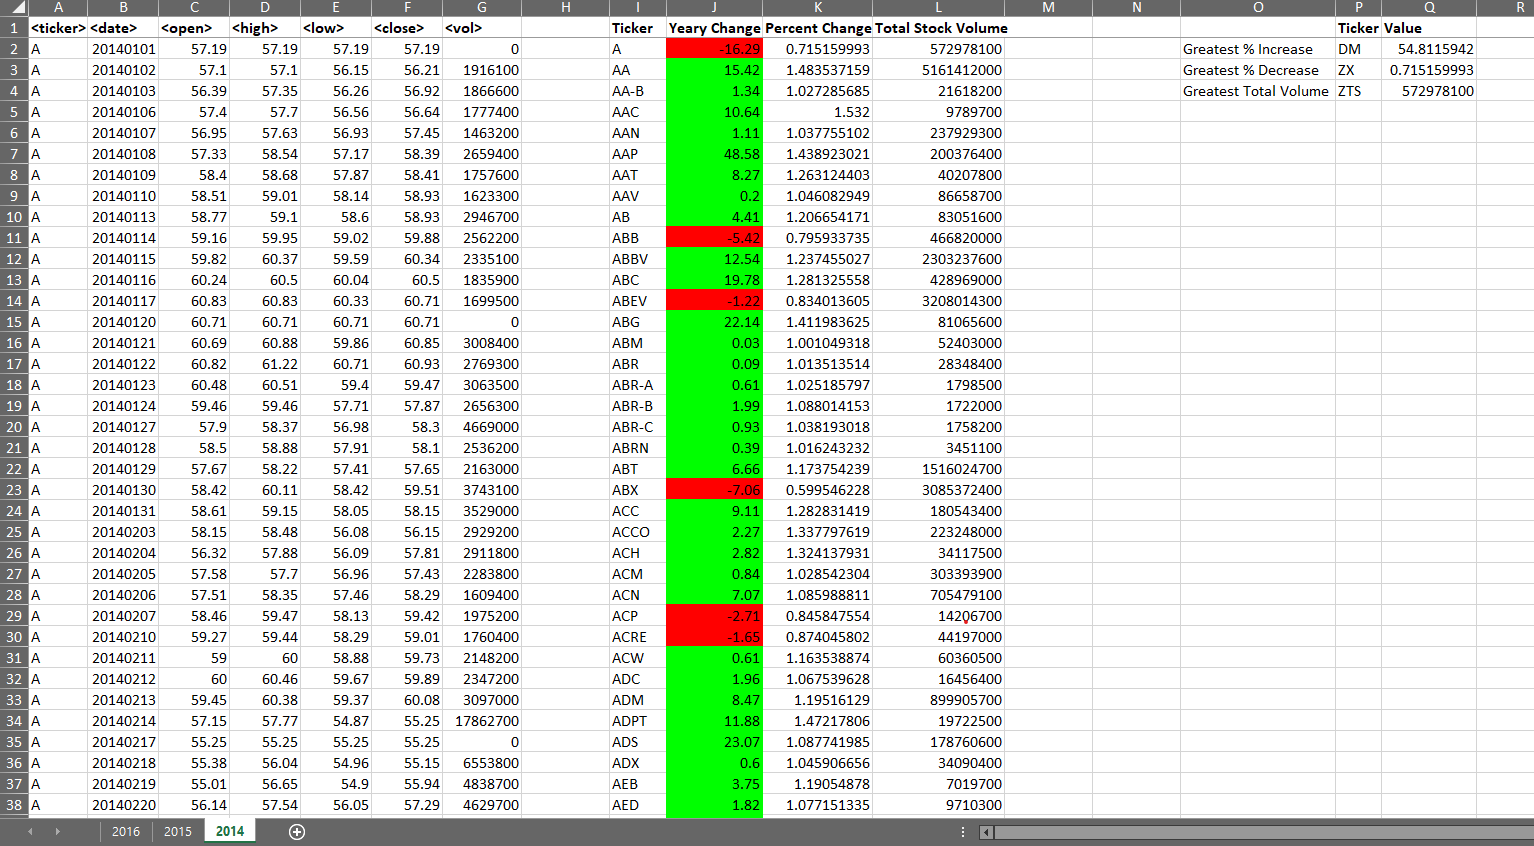 A B C D E F G H I J K L M N O P Q R
1 <ticker> <date> <open> <high> <low> <close> <vol> Ticker Yeary Change Percent Change Total Stock Volume Ticker Value
2 A 20140101 57.19 57.19 57.19 57.19 0 A -16.29 0.715159993 572978100 Greatest % Increase DM 54.8115942
3 A 20140102 57.1 57.1 56.15 56.21 1916100 AA 15.42 1.483537159 5161412000 Greatest % Decrease ZX 0.715159993
4 A 20140103 56.39 57.35 56.26 56.92 1866600 AA-B 1.34 1.027285685 21618200 Greatest Total Volume ZTS 572978100
5 A 20140106 57.4 57.7 56.56 56.64 1777400 AAC 10.64 1.532 9789700
6 A 20140107 56.95 57.63 56.93 57.45 1463200 AAN 1.11 1.037755102 237929300
7 A 20140108 57.33 58.54 57.17 58.39 2659400 AAP 48.58 1.438923021 200376400
8 A 20140109 58.4 58.68 57.87 58.41 1757600 AAT 8.27 1.263124403 40207800
9 A 20140110 58.51 59.01 58.14 58.93 1623300 AAV 0.2 1.046082949 86658700
10 A 20140113 58.77 59.1 58.6 58.93 2946700 AB 4.41 1.206654171 83051600
11 A 20140114 59.16 59.95 59.02 59.88 2562200 ABB -5.42 0.795933735 466820000
12 A 20140115 59.82 60.37 59.59 60.34 2335100 ABBV 12.54 1.237455027 2303237600
13 A 20140116 60.24 60.5 60.04 60.5 1835900 ABC 19.78 1.281325558 428969000
14 A 20140117 60.83 60.83 60.33 60.71 1699500 ABEV -1.22 0.834013605 3208014300
15 A 20140120 60.71 60.71 60.71 60.71 0 ABG 22.14 1.411983625 81065600
16 A 20140121 60.69 60.88 59.86 60.85 3008400 ABM 0.03 1.001049318 52403000
17 A 20140122 60.82 61.22 60.71 60.93 2769300 ABR 0.09 1.013513514 28348400
18 A 20140123 60.48 60.51 59.4 59.47 3063500 ABR-A 0.61 1.025185797 1798500
19 A 20140124 59.46 59.46 57.71 57.87 2656300 ABR-B 1.99 1.088014153 1722000
20 A 20140127 57.9 58.37 56.98 58.3 4669000 ABR-C 0.93 1.038193018 1758200
21 A 20140128 58.5 58.88 57.91 58.1 2536200 ABRN 0.39 1.016243232 3451100
22 A 20140129 57.67 58.22 57.41 57.65 2163000 ABT 6.66 1.173754239 1516024700
23 A 20140130 58.42 60.11 58.42 59.51 3743100 ABX -7.06 0.599546228 3085372400
24 A 20140131 58.61 59.15 58.05 58.15 3529000 ACC 9.11 1.282831419 180543400
25 A 20140203 58.15 58.48 56.08 56.15 2929200 ACCO 2.27 1.337797619 223248000
26 A 20140204 56.32 57.88 56.09 57.81 2911800 ACH 2.82 1.324137931 34117500
27 A 20140205 57.58 57.7 56.96 57.43 2283800 ACM 0.84 1.028542304 303393900
28 A 20140206 57.51 58.35 57.46 58.29 1609400 ACN 7.07 1.085988811 705479100
29 A 20140207 58.46 59.47 58.13 59.42 1975200 ACP -2.71 0.845847554 14206700
30 A 20140210 59.27 59.44 58.29 59.01 1760400 ACRE -1.65 0.874045802 44197000
31 A 20140211 59 60 58.88 59.73 2148200 ACW 0.61 1.163538874 60360500
32 A 20140212 60 60.46 59.67 59.89 2347200 ADC 1.96 1.067539628 16456400
33 A 20140213 59.45 60.38 59.37 60.08 3097000 ADM 8.47 1.19516129 899905700
34 A 20140214 57.15 57.77 54.87 55.25 17862700 ADPT 11.88 1.47217806 19722500
35 A 20140217 55.25 55.25 55.25 55.25 0 ADS 23.07 1.087741985 178760600
36 A 20140218 55.38 56.04 54.96 55.15 6553800 ADX 0.6 1.045906656 34090400
37 A 20140219 55.01 56.65 54.9 55.94 4838700 AEB 3.75 1.19054878 7019700
38 A 20140220 56.14 57.54 56.05 57.29 4629700 AED 1.82 1.077151335 9710300
2016 2015 2014